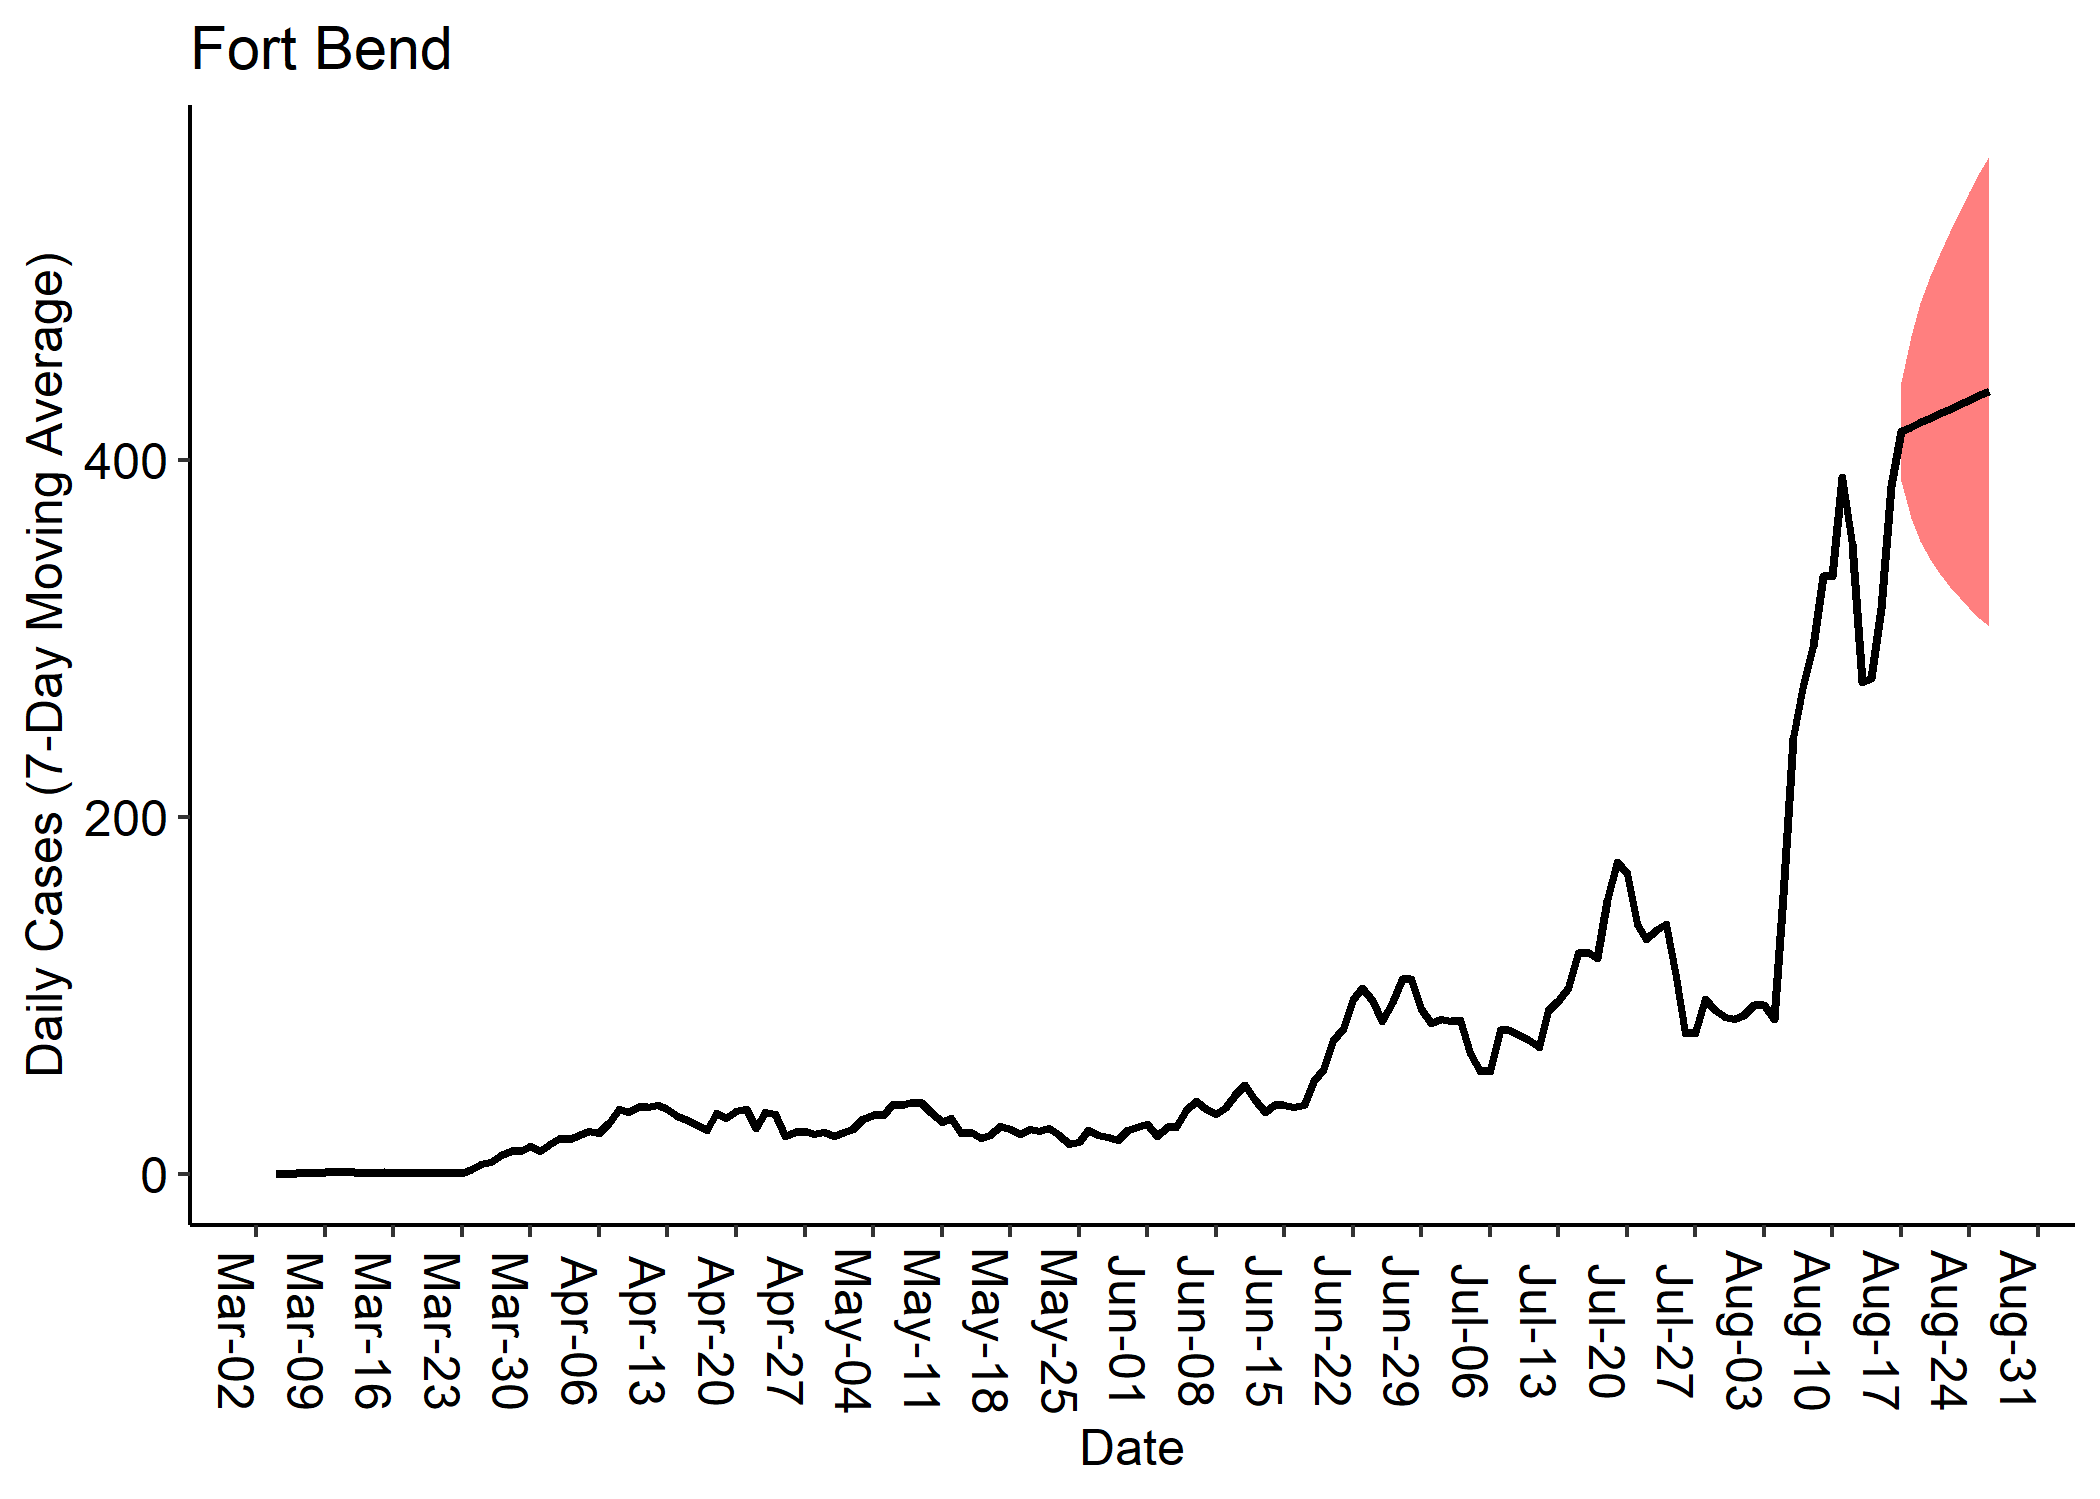 Fort Bend
Daily Cases (7-Day Moving Average)
400
200
0
Mar-02
Mar-09
Mar-16
Mar-23
Mar-30
Apr-06
Apr-13
Apr-20
Apr-27
May-04
May-11
May-18
May-25
Jun-01
Jun-08
Jun-15
Jun-22
Jun-29
Jul-06
Jul-13
Jul-20
Jul-27
Aug-03
Aug-10
Aug-17
Aug-24
Aug-31
Date